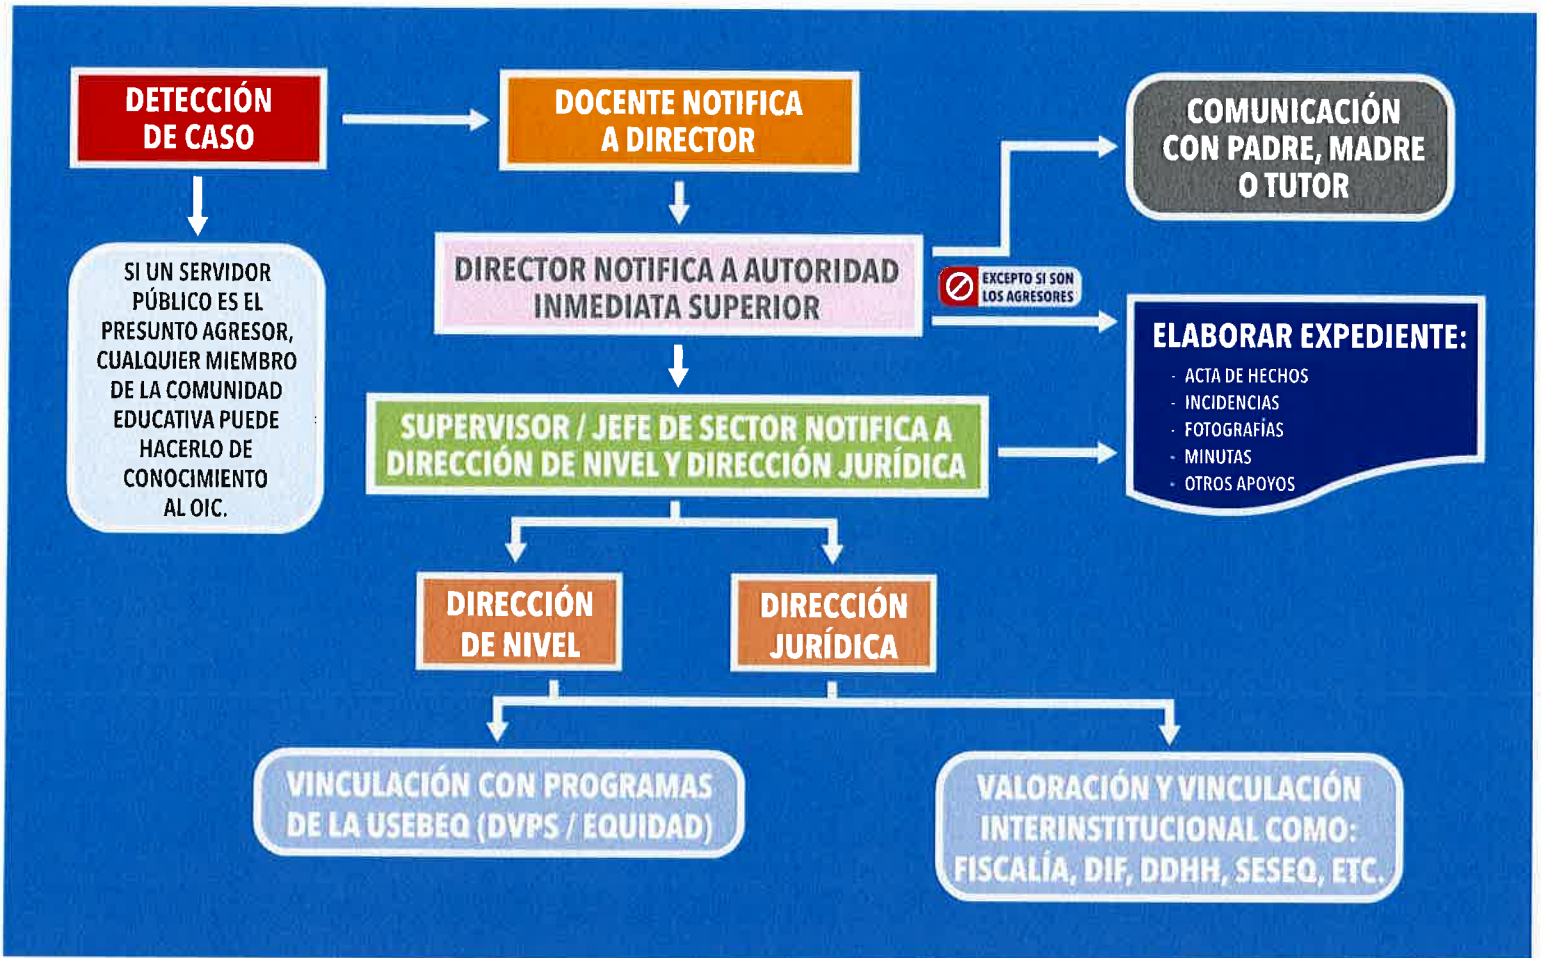 DETECCIÓN
DE CASO
DOCENTE NOTIFICA
A DIRECTOR
COMUNICACIÓN
CON PADRE, MADRE
O TUTOR
SI UN SERVIDOR
PÚBLICO ES EL
PRESUNTO AGRESOR,
CUALQUIER MIEMBRO
DE LA COMUNIDAD
EDUCATIVA PUEDE
HACERLO DE
CONOCIMIENTO
AL OIC.
DIRECTOR NOTIFICA A AUTORIDAD
INMEDIATA SUPERIOR
EXCEPTO SI SON
LOS AGRESORES
ELABORAR EXPEDIENTE:
- ACTA DE HECHOS
- INCIDENCIAS
- FOTOGRAFÍAS
- MINUTAS
- OTROS APOYOS
SUPERVISOR / JEFE DE SECTOR NOTIFICA A
DIRECCIÓN DE NIVEL Y DIRECCIÓN JURÍDICA
DIRECCIÓN
DE NIVEL
DIRECCIÓN
JURÍDICA
VINCULACIÓN CON PROGRAMAS
DE LA USEBEQ (DVPS / EQUIDAD)
VALORACIÓN Y VINCULACIÓN
INTERINSTITUCIONAL COMO:
FISCALÍA, DIF, DDHH, SESEQ, ETC.